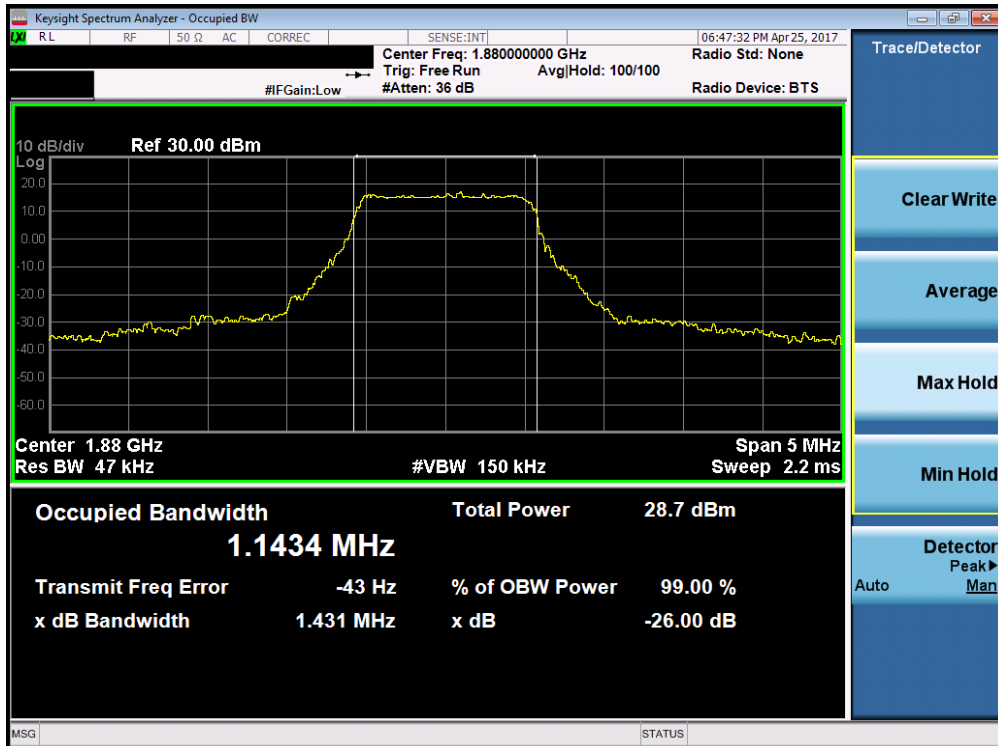 Keysight Spectrum Analyzer - Occupied BW
LXI RL RF 50 Ω AC CORREC SENSE:INT 06:47:32 PM Apr 25, 2017
Center Freq: 1.880000000 GHz Radio Std: None
Trig: Free Run Avg|Hold: 100/100
#IFGain:Low #Atten: 36 dB Radio Device: BTS
10 dB/div Ref 30.00 dBm
Log
20.0
10.0
0.00
-10.0
-20.0
-30.0
-40.0
-50.0
-60.0
Center 1.88 GHz Span 5 MHz
Res BW 47 kHz #VBW 150 kHz Sweep 2.2 ms
Occupied Bandwidth Total Power 28.7 dBm
1.1434 MHz
Transmit Freq Error -43 Hz % of OBW Power 99.00 %
x dB Bandwidth 1.431 MHz x dB -26.00 dB
MSG STATUS
Trace/Detector
Clear Write
Average
Max Hold
Min Hold
Detector
Peak▶
Auto Man